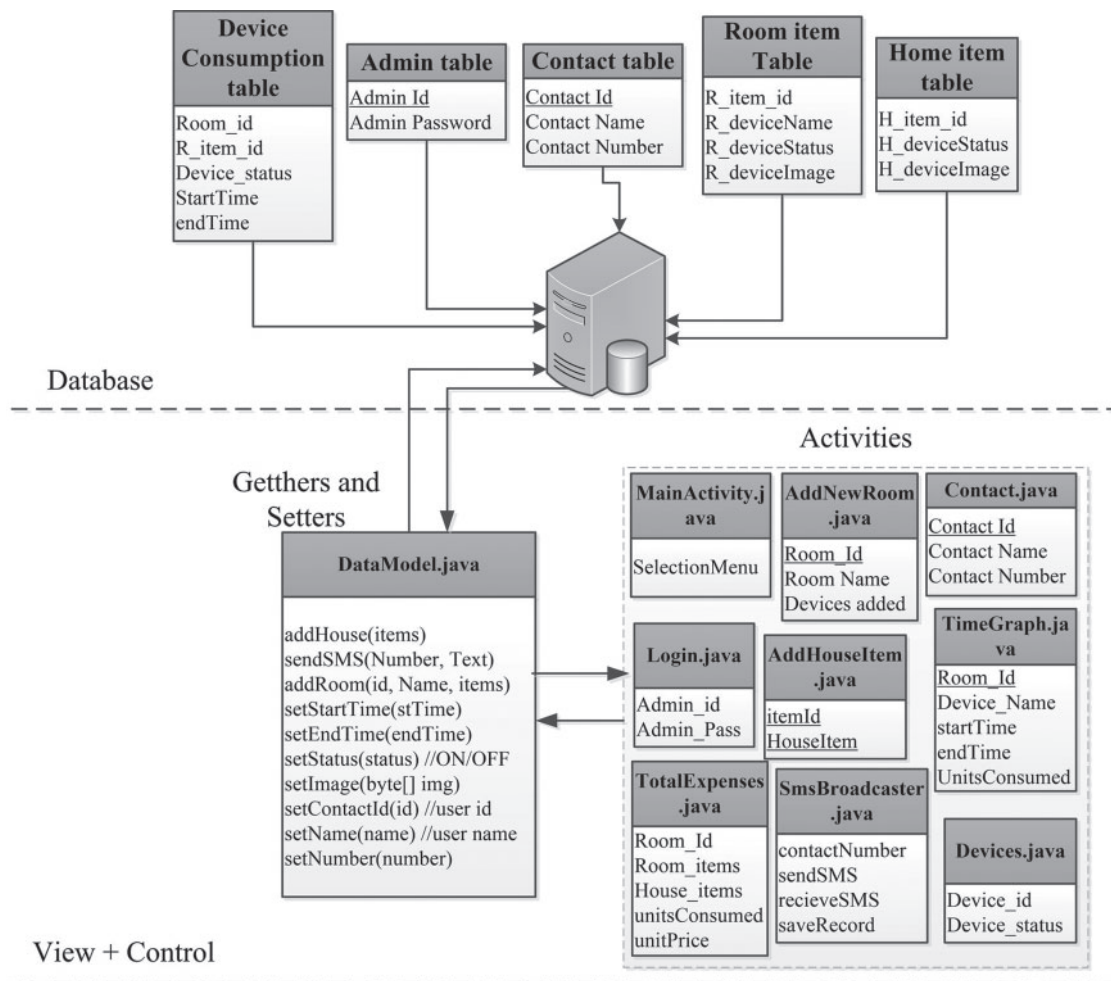 Device
Consumption
table
Room_id
R_item_id
Device_status
StartTime
endTime
Admin table
Admin Id
Admin Password
Contact table
Contact Id
Contact Name
Contact Number
Room item
Table
R_item_id
R_deviceName
R_deviceStatus
R_deviceImage
Home item
table
H_item_id
H_deviceStatus
H_deviceImage
Database
Activities
Getthers and
Setters
DataModel.java
addHouse(items)
sendSMS(Number, Text)
addRoom(id, Name, items)
setStartTime(stTime)
setEndTime(endTime)
setStatus(status) //ON/OFF
setImage(byte[] img)
setContactId(id) //user id
setName(name) //user name
setNumber(number)
MainActivity.j
ava
SelectionMenu
AddNewRoom
.java
Room_Id
Room Name
Devices added
Contact.java
Contact Id
Contact Name
Contact Number
Login.java
Admin_id
Admin_Pass
AddHouseItem
.java
itemId
HouseItem
TimeGraph.ja
va
Room_Id
Device_Name
startTime
endTime
UnitsConsumed
TotalExpenses
.java
Room_Id
Room_items
House_items
unitsConsumed
unitPrice
SmsBroadcaster
.java
contactNumber
sendSMS
recieveSMS
saveRecord
Devices.java
Device_id
Device_status
View + Control